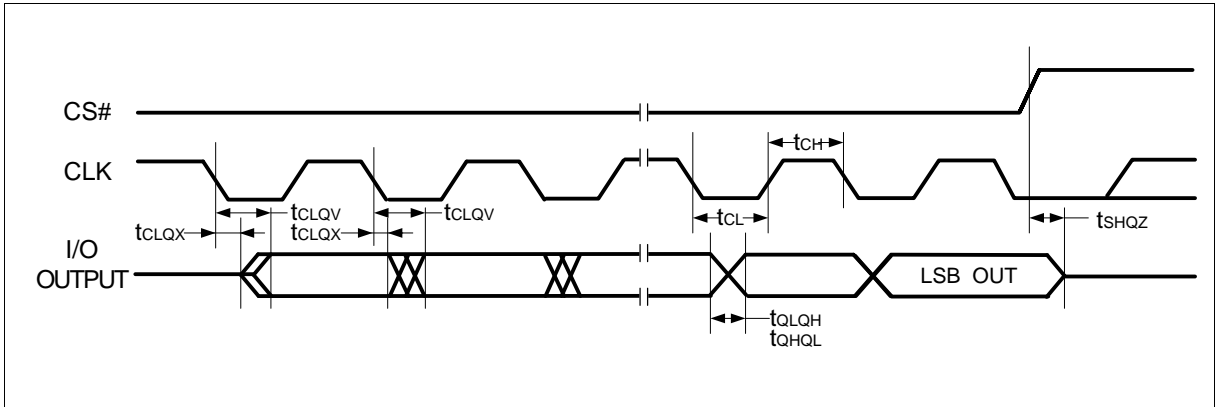 CS#
tCH
CLK
tCLQV
tCLQV
tCL
tSHQZ
tCLQX
tCLQX
I/O
OUTPUT
LSB OUT
tQLQH
tQHQL